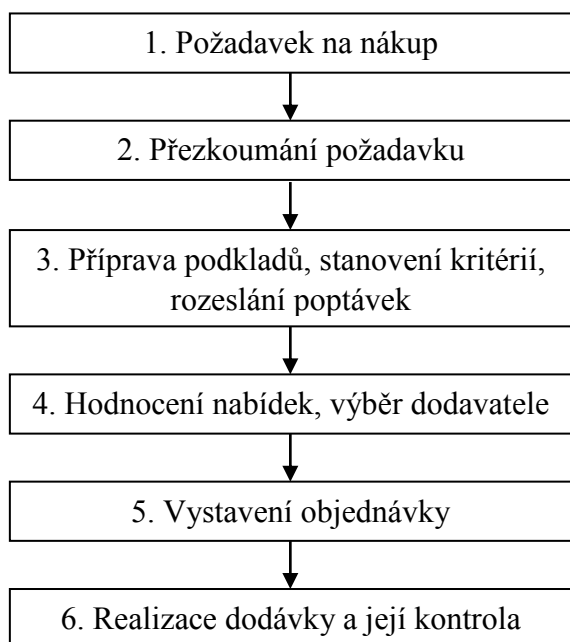 1. Požadavek na nákup
2. Přezkoumání požadavku
3. Příprava podkladů, stanovení kritérií,
rozeslání poptávek
4. Hodnocení nabídek, výběr dodavatele
5. Vystavení objednávky
6. Realizace dodávky a její kontrola